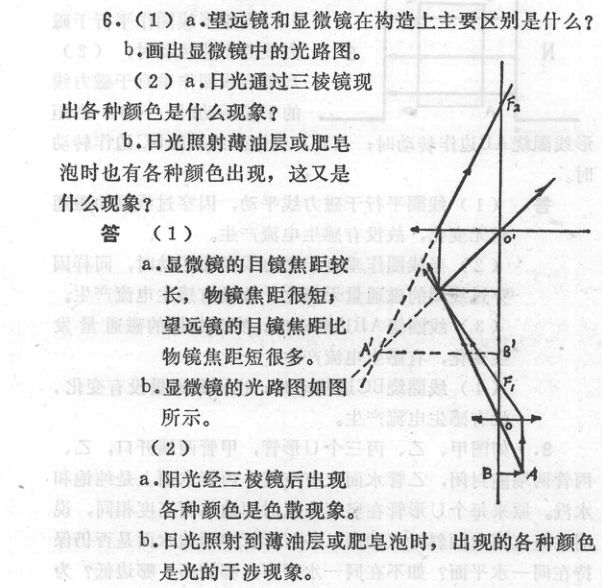 6．（1）a.望远镜和显微镜在构造上主要区别是什么？
b.画出显微镜中的光路图。
（2）a.日光通过三棱镜现
出各种颜色是什么现象？
b.日光照射薄油层或肥皂
泡时也有各种颜色出现，这又是
什么现象？
答 （1）
a.显微镜的目镜焦距较
长，物镜焦距很短；
望远镜的目镜焦距比
物镜焦距短很多。
b.显微镜的光路图如图
所示。
（2）
a.阳光经三棱镜后出现
各种颜色是色散现象。
b.日光照射到薄油层或肥皂泡时，出现的各种颜色
是光的干涉现象。
F₂
O'
A'
B'
F₁
O
B
A